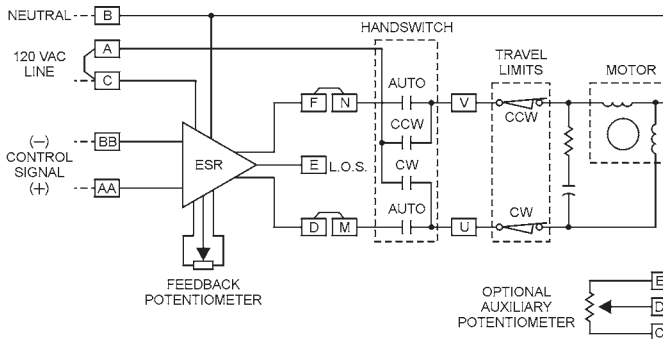 NEUTRAL B
HANDSWITCH
A
120 VAC
LINE
C
TRAVEL
LIMITS
MOTOR
AUTO
F N
V
CCW
CCW
(—)
CONTROL
SIGNAL
(+)
BB
AA
ESR
E L.O.S.
CW
AUTO
D M
U
CW
FEEDBACK
POTENTIOMETER
OPTIONAL
AUXILIARY
POTENTIOMETER
E
D